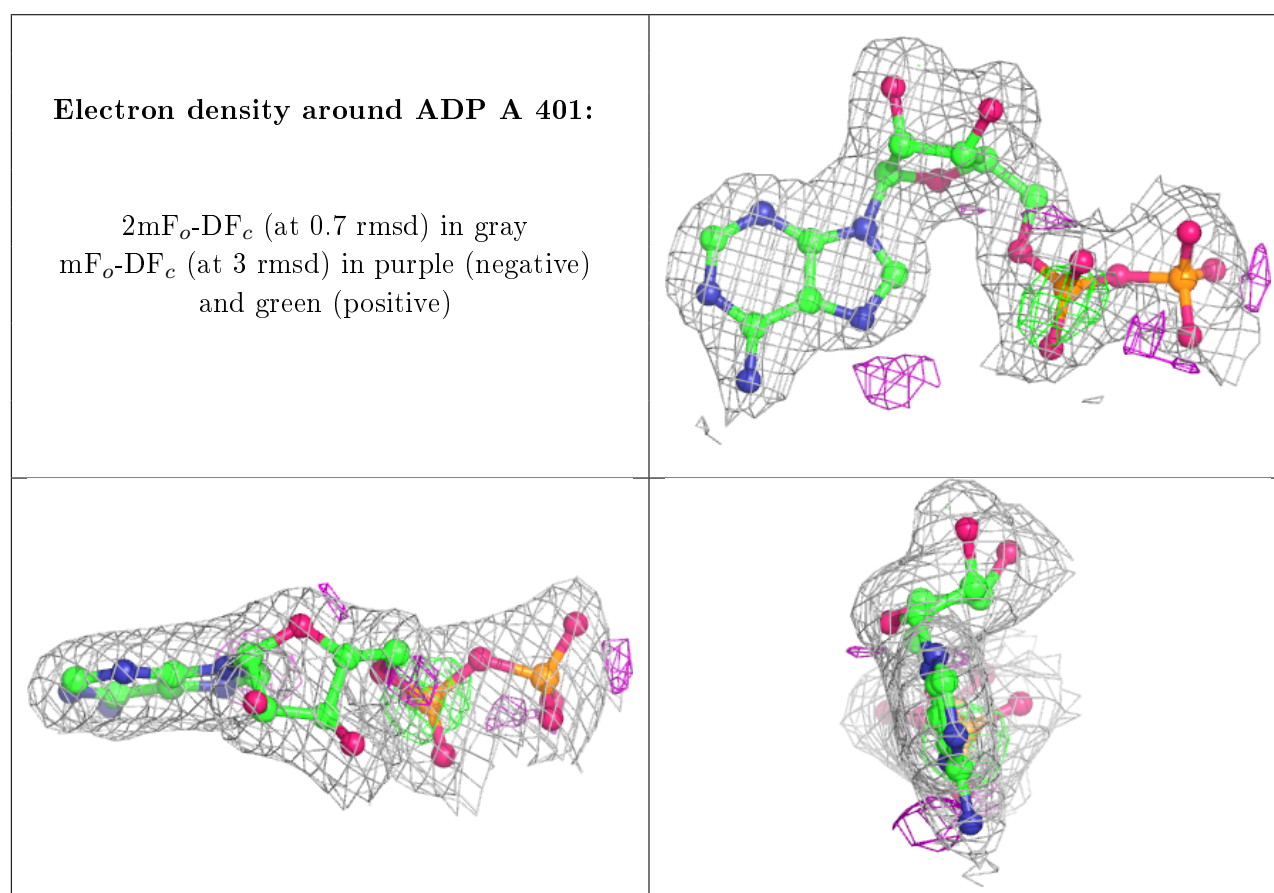 Electron density around ADP A 401:
2mFo-DFc (at 0.7 rmsd) in gray
mFo-DFc (at 3 rmsd) in purple (negative)
and green (positive)